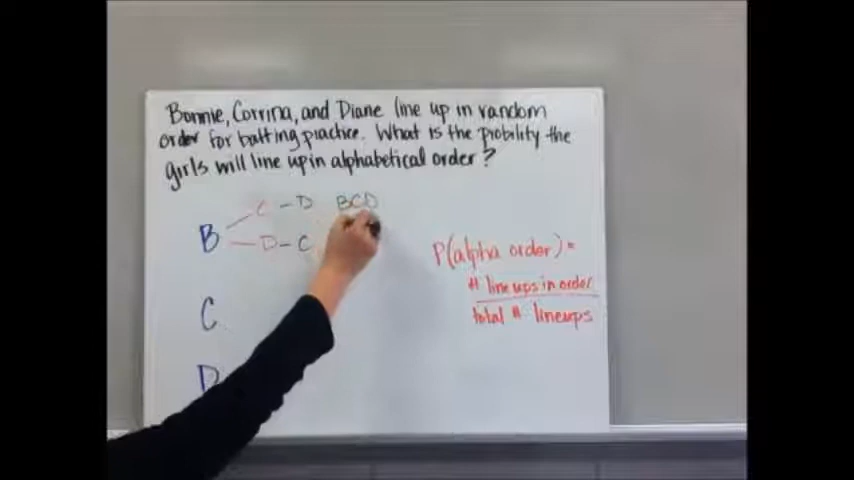 Bonnie, Corrina, and Diane line up in random
order for batting practice. What is the probility the
girls will line up in alphabetical order?
C - D BCD
B
D - C
C
D
P(alpha order) =
# line ups in order
total # lineups